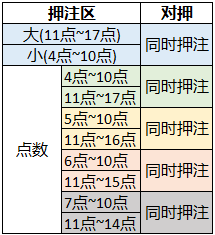 押注区 对押
大(11点~17点) 同时押注
小(4点~10点)
点数 4点~10点 同时押注
11点~17点
5点~10点 同时押注
11点~16点
6点~10点 同时押注
11点~15点
7点~10点 同时押注
11点~14点